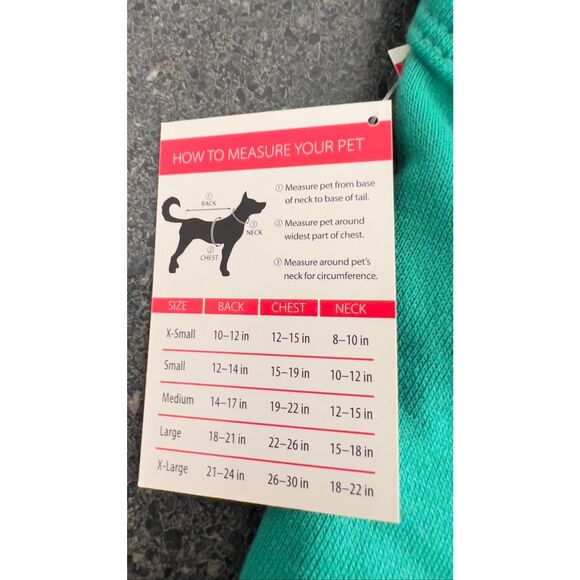 HOW TO MEASURE YOUR PET
① Measure pet from base
of neck to base of tail.
② Measure pet around
widest part of chest.
③ Measure around pet's
neck for circumference.
①
BACK
③
NECK
②
CHEST
SIZE BACK CHEST NECK
X-Small 10–12 in 12–15 in 8–10 in
Small 12–14 in 15–19 in 10–12 in
Medium 14–17 in 19–22 in 12–15 in
Large 18–21 in 22–26 in 15–18 in
X-Large 21–24 in 26–30 in 18–22 in